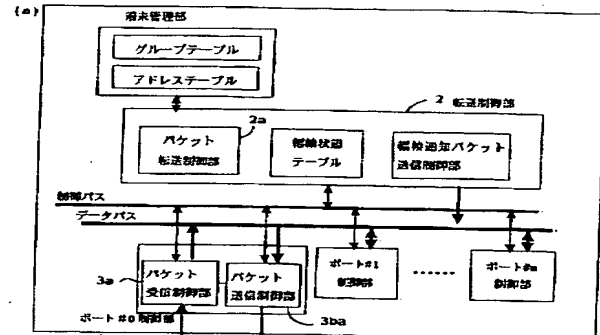 (a)
端末管理部
グループテーブル
アドレステーブル
2 転送制御部
2a
パケット
転送制御部
輻輳状態
テーブル
輻輳通知パケット
送信制御部
制御バス
データバス
3a
パケット
受信制御部
パケット
送信制御部
ポート#1
制御部
........
ポート#n
制御部
ポート#0制御部
3ba